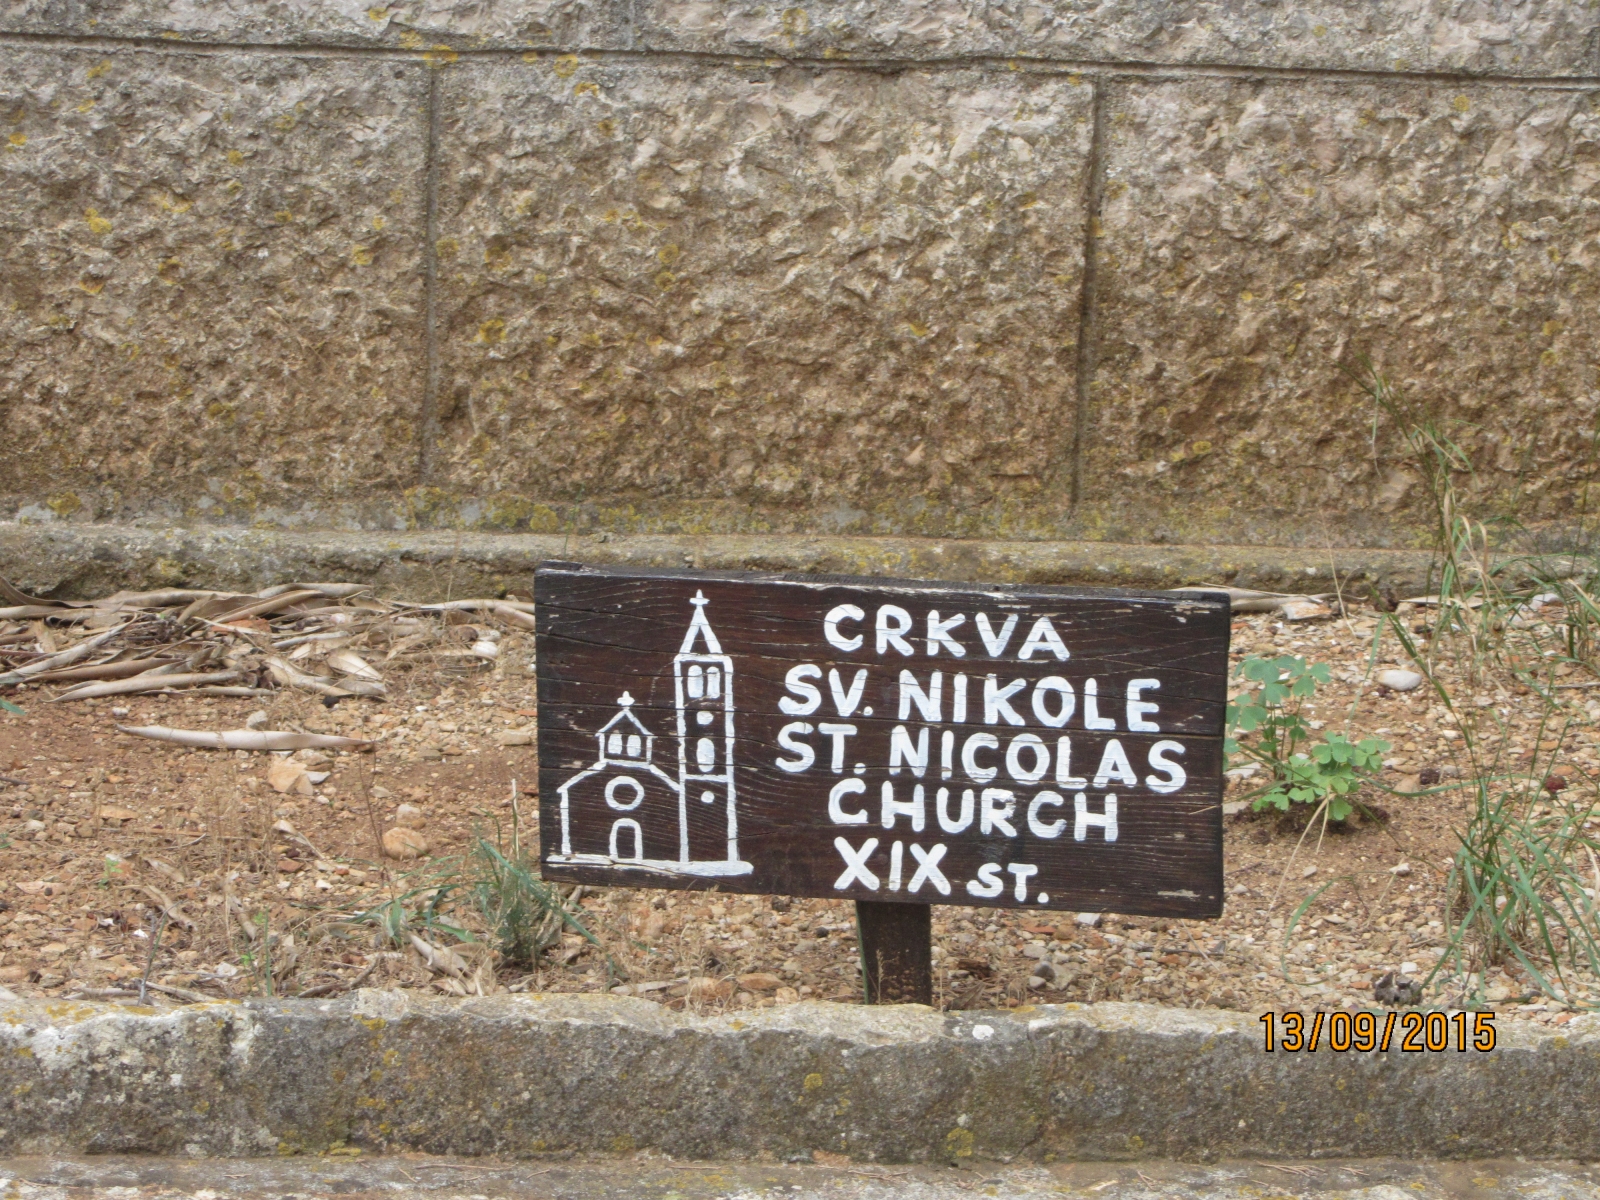 CRKVA
SV. NIKOLE
ST. NICOLAS
CHURCH
XIX ST.
13/09/2015